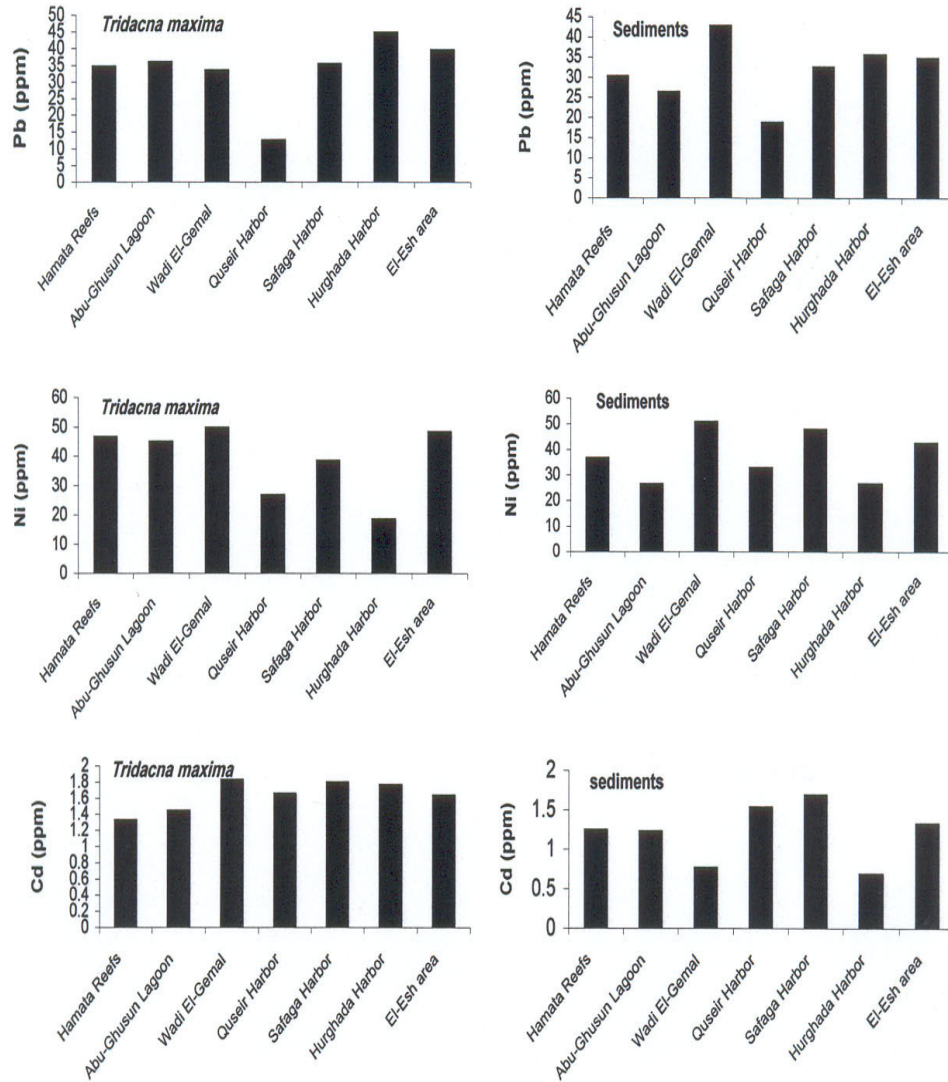 Tridacna maxima
Pb (ppm)
50
45
40
35
30
25
20
15
10
5
0
Hamata Reefs
Abu-Ghusun Lagoon
Wadi El-Gemal
Quseir Harbor
Safaga Harbor
Hurghada Harbor
El-Esh area
Sediments
Pb (ppm)
45
40
35
30
25
20
15
10
5
0
Hamata Reefs
Abu-Ghusun Lagoon
Wadi El-Gemal
Quseir Harbor
Safaga Harbor
Hurghada Harbor
El-Esh area
Tridacna maxima
Ni (ppm)
60
50
40
30
20
10
0
Hamata Reefs
Abu-Ghusun Lagoon
Wadi El-Gemal
Quseir Harbor
Safaga Harbor
Hurghada Harbor
El-Esh area
Sediments
Ni (ppm)
60
50
40
30
20
10
0
Hamata Reefs
Abu-Ghusun Lagoon
Wadi El-Gemal
Quseir Harbor
Safaga Harbor
Hurghada Harbor
El-Esh area
Tridacna maxima
Cd (ppm)
2
1.8
1.6
1.4
1.2
1
0.8
0.6
0.4
0.2
0
Hamata Reefs
Abu-Ghusun Lagoon
Wadi El-Gemal
Quseir Harbor
Safaga Harbor
Hurghada Harbor
El-Esh area
sediments
Cd (ppm)
2
1.5
1
0.5
0
Hamata Reefs
Abu-Ghusun Lagoon
Wadi El-Gemal
Quseir Harbor
Safaga Harbor
Hurghada Harbor
El-Esh area